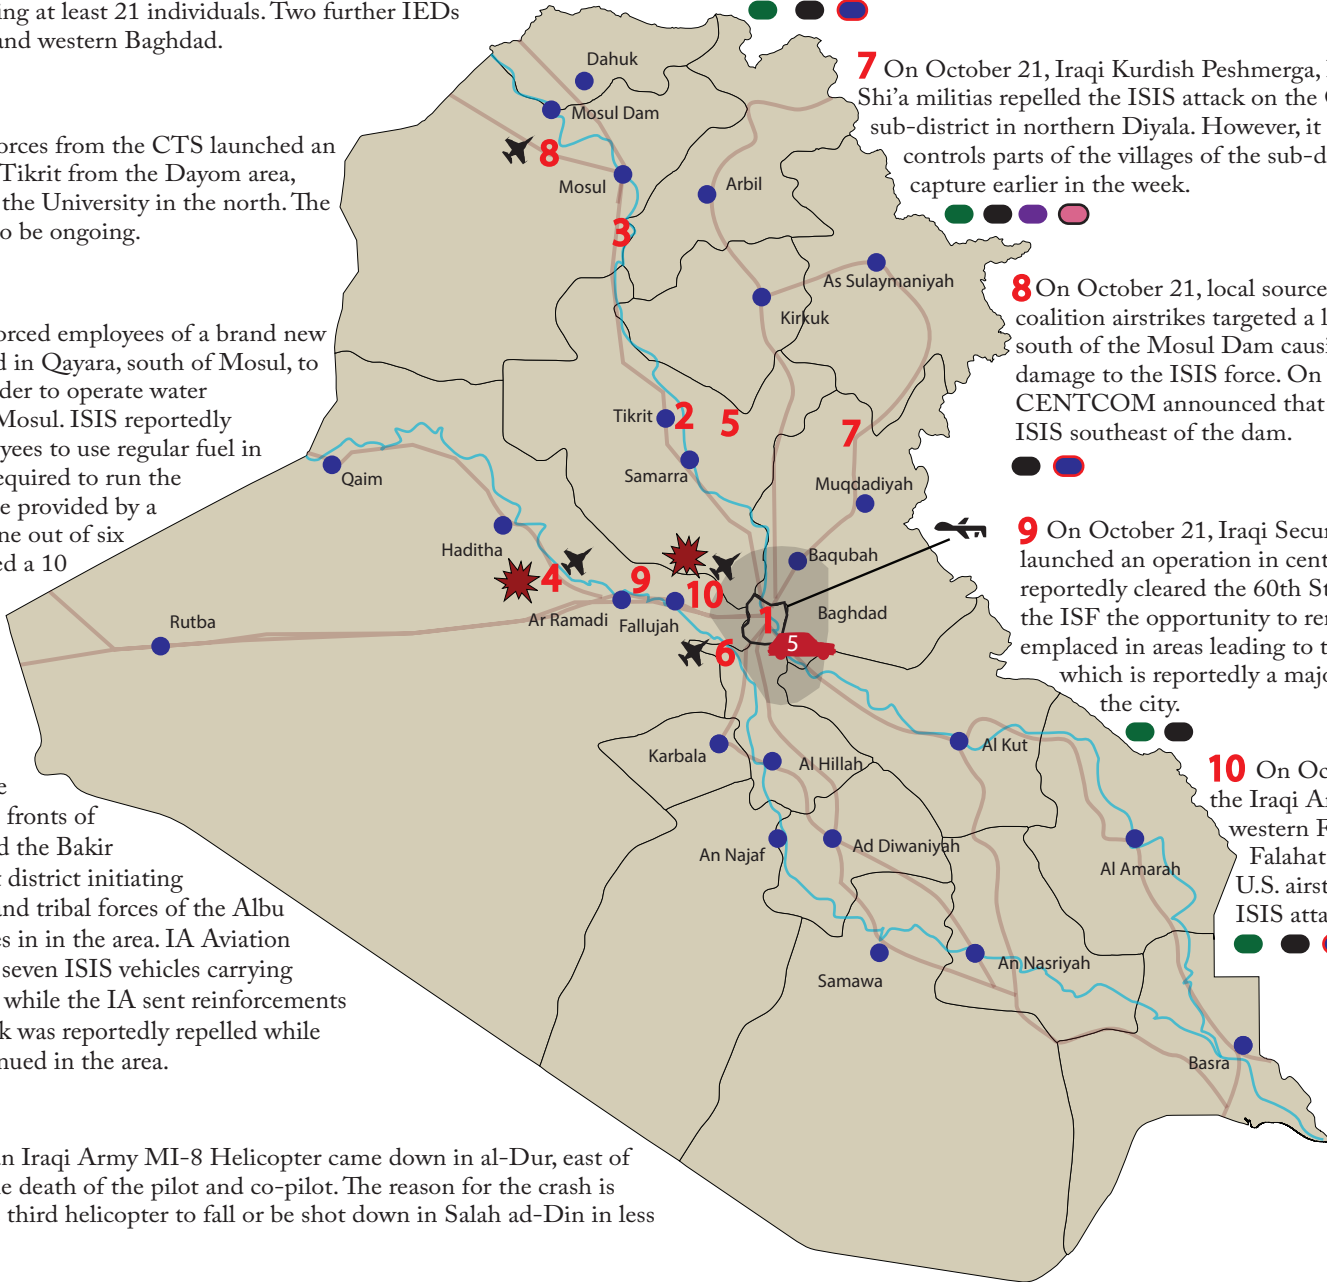 ing at least 21 individuals. Two further IEDs
and western Baghdad.
orces from the CTS launched an
Tikrit from the Dayom area,
the University in the north. The
o be ongoing.
orced employees of a brand new
d in Qayara, south of Mosul, to
der to operate water
Mosul. ISIS reportedly
yees to use regular fuel in
equired to run the
e provided by a
ne out of six
ed a 10
e
fronts of
d the Bakir
t district initiating
and tribal forces of the Albu
es in in the area. IA Aviation
seven ISIS vehicles carrying
while the IA sent reinforcements
k was reportedly repelled while
nued in the area.
an Iraqi Army MI-8 Helicopter came down in al-Dur, east of
e death of the pilot and co-pilot. The reason for the crash is
third helicopter to fall or be shot down in Salah ad-Din in less
Dahuk
Mosul Dam
8
Mosul
Arbil
3
As Sulaymaniyah
Kirkuk
Tikrit
2
5
7
Samarra
Muqdadiyah
Qaim
Haditha
4
9
10
Baqubah
Ar Ramadi
Fallujah
1
Baghdad
5
6
Rutba
Karbala
Al Hillah
Al Kut
An Najaf
Ad Diwaniyah
Al Amarah
Samawa
An Nasriyah
Basra
7 On October 21, Iraqi Kurdish Peshmerga,
Shi'a militias repelled the ISIS attack on the
sub-district in northern Diyala. However, it
controls parts of the villages of the sub-d
capture earlier in the week.
8 On October 21, local source
coalition airstrikes targeted a l
south of the Mosul Dam causi
damage to the ISIS force. On
CENTCOM announced that
ISIS southeast of the dam.
9 On October 21, Iraqi Secur
launched an operation in cent
reportedly cleared the 60th St
the ISF the opportunity to rem
emplaced in areas leading to t
which is reportedly a majo
the city.
10 On Oc
the Iraqi Ar
western F
Falahat
U.S. airst
ISIS atta